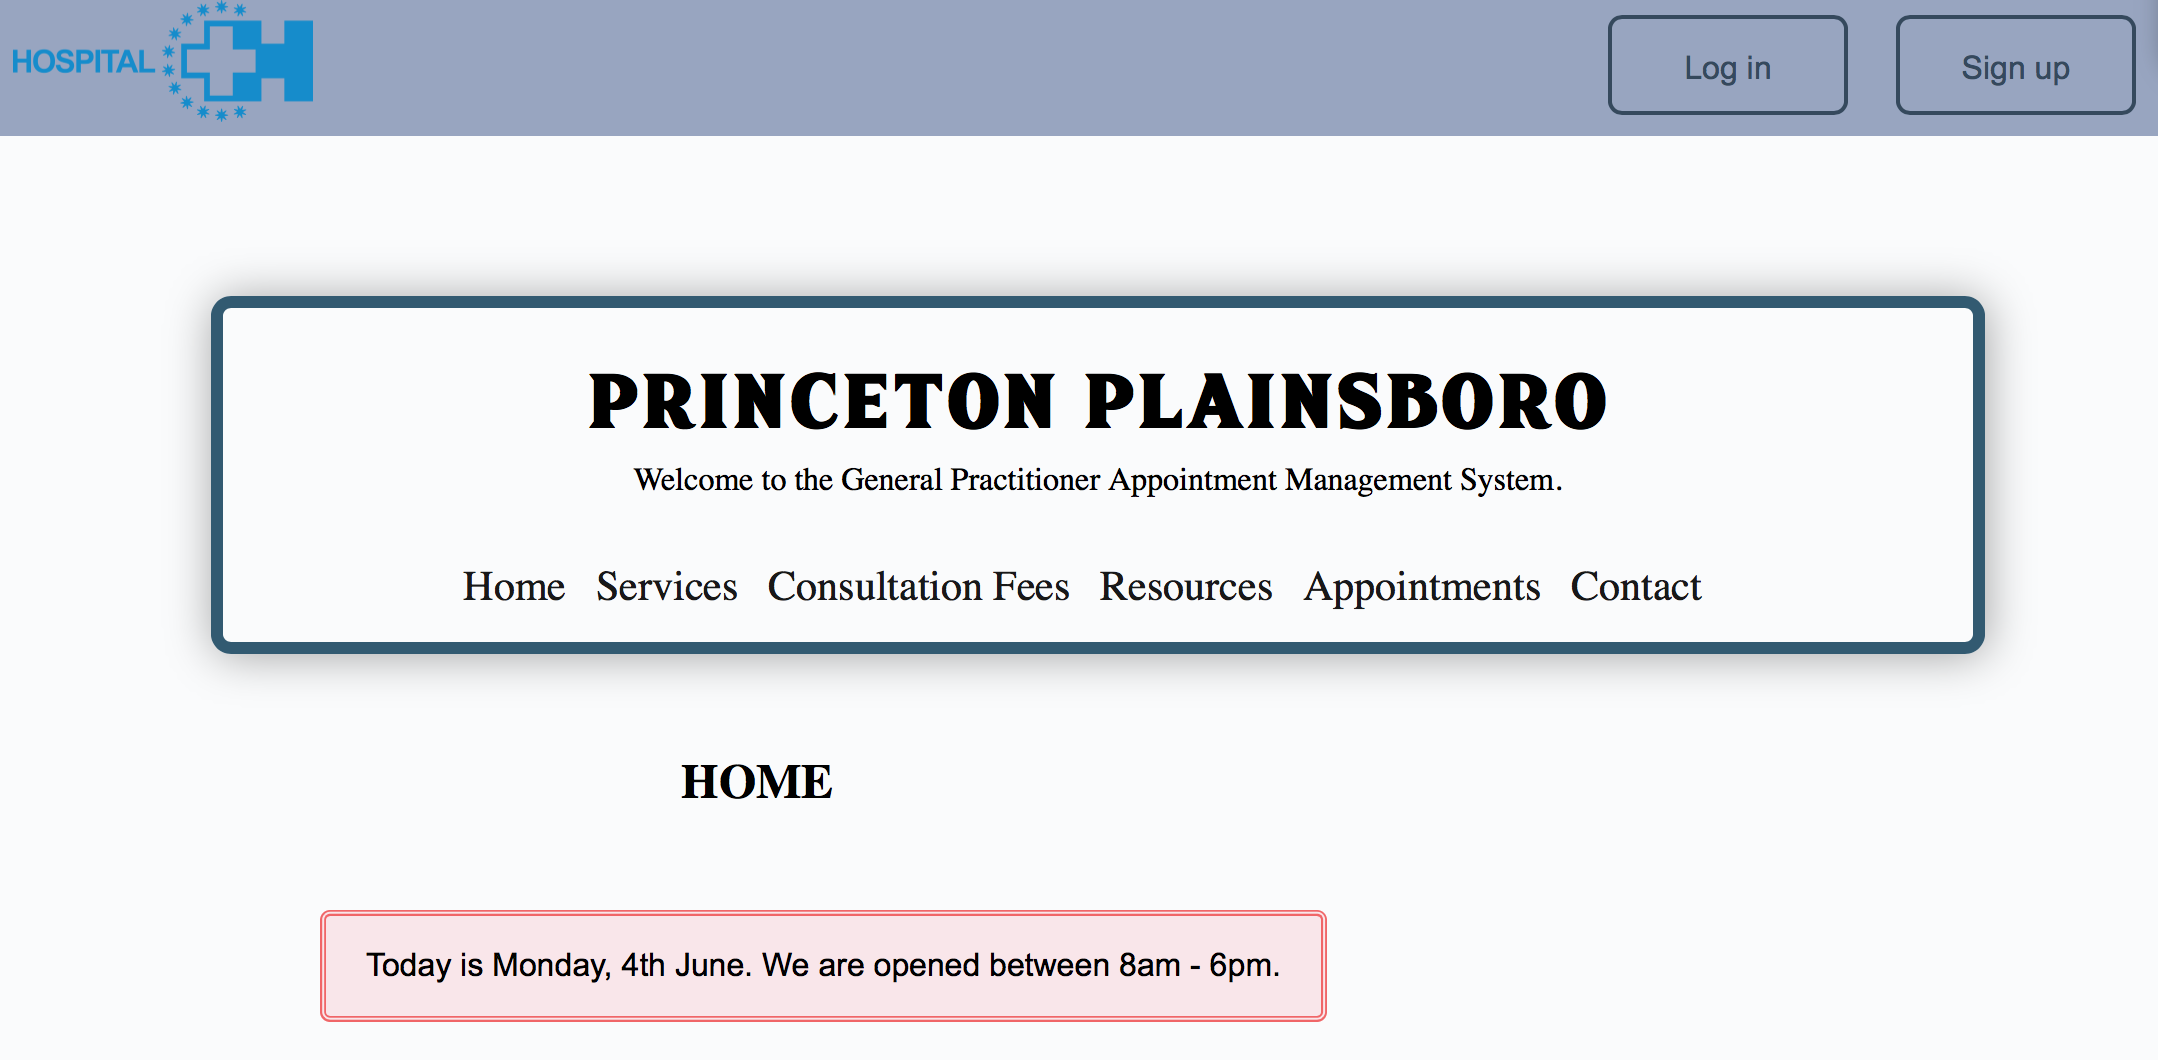 HOSPITAL
Log in
Sign up
PRINCETON PLAINSBORO
Welcome to the General Practitioner Appointment Management System.
Home Services Consultation Fees Resources Appointments Contact
HOME
Today is Monday, 4th June. We are opened between 8am - 6pm.